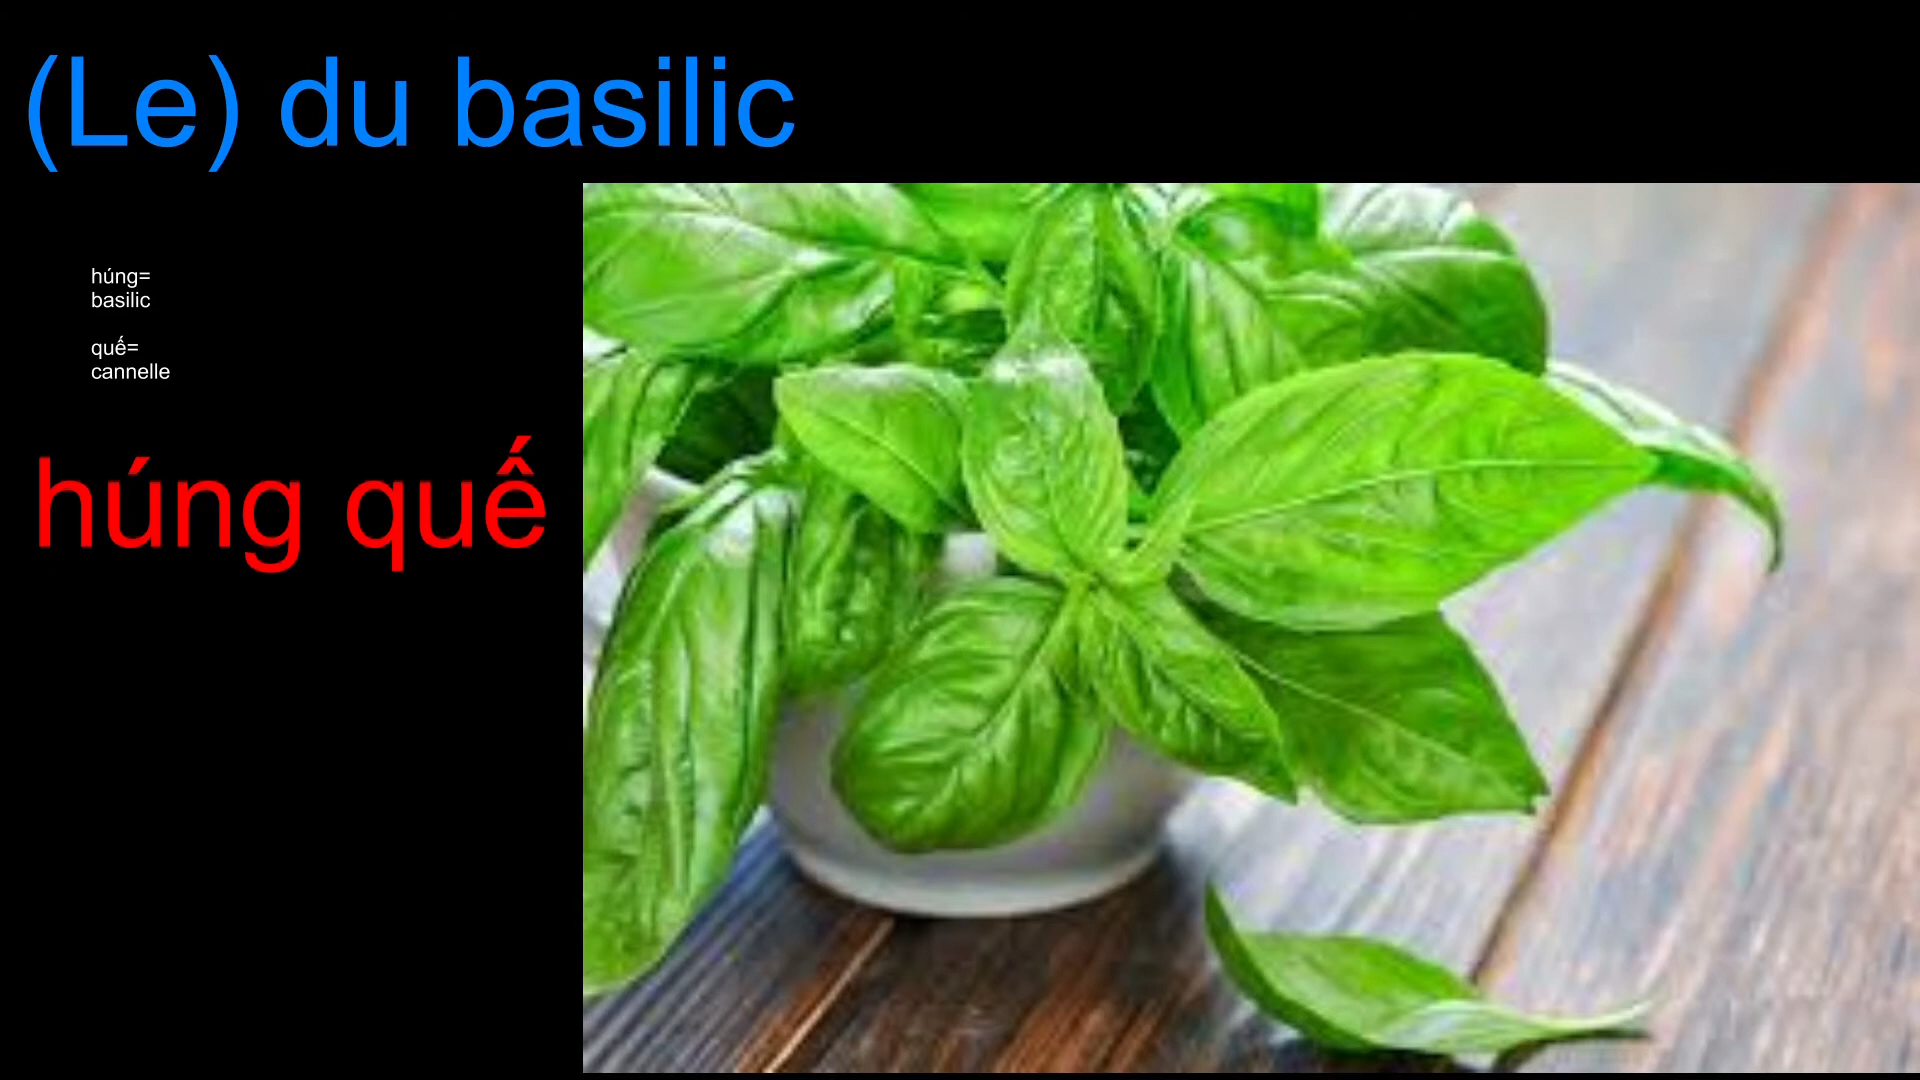 (Le) du basilic
húng=
basilic
quế=
cannelle
húng quế